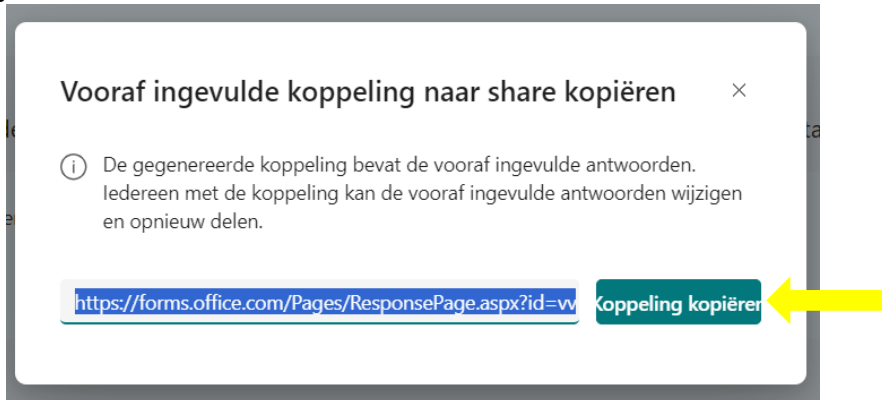 Vooraf ingevulde koppeling naar share kopiëren
De gegenereerde koppeling bevat de vooraf ingevulde antwoorden.
Iedereen met de koppeling kan de vooraf ingevulde antwoorden wijzigen
en opnieuw delen.
https://forms.office.com/Pages/ResponsePage.aspx?id=vv
Koppeling kopiëren